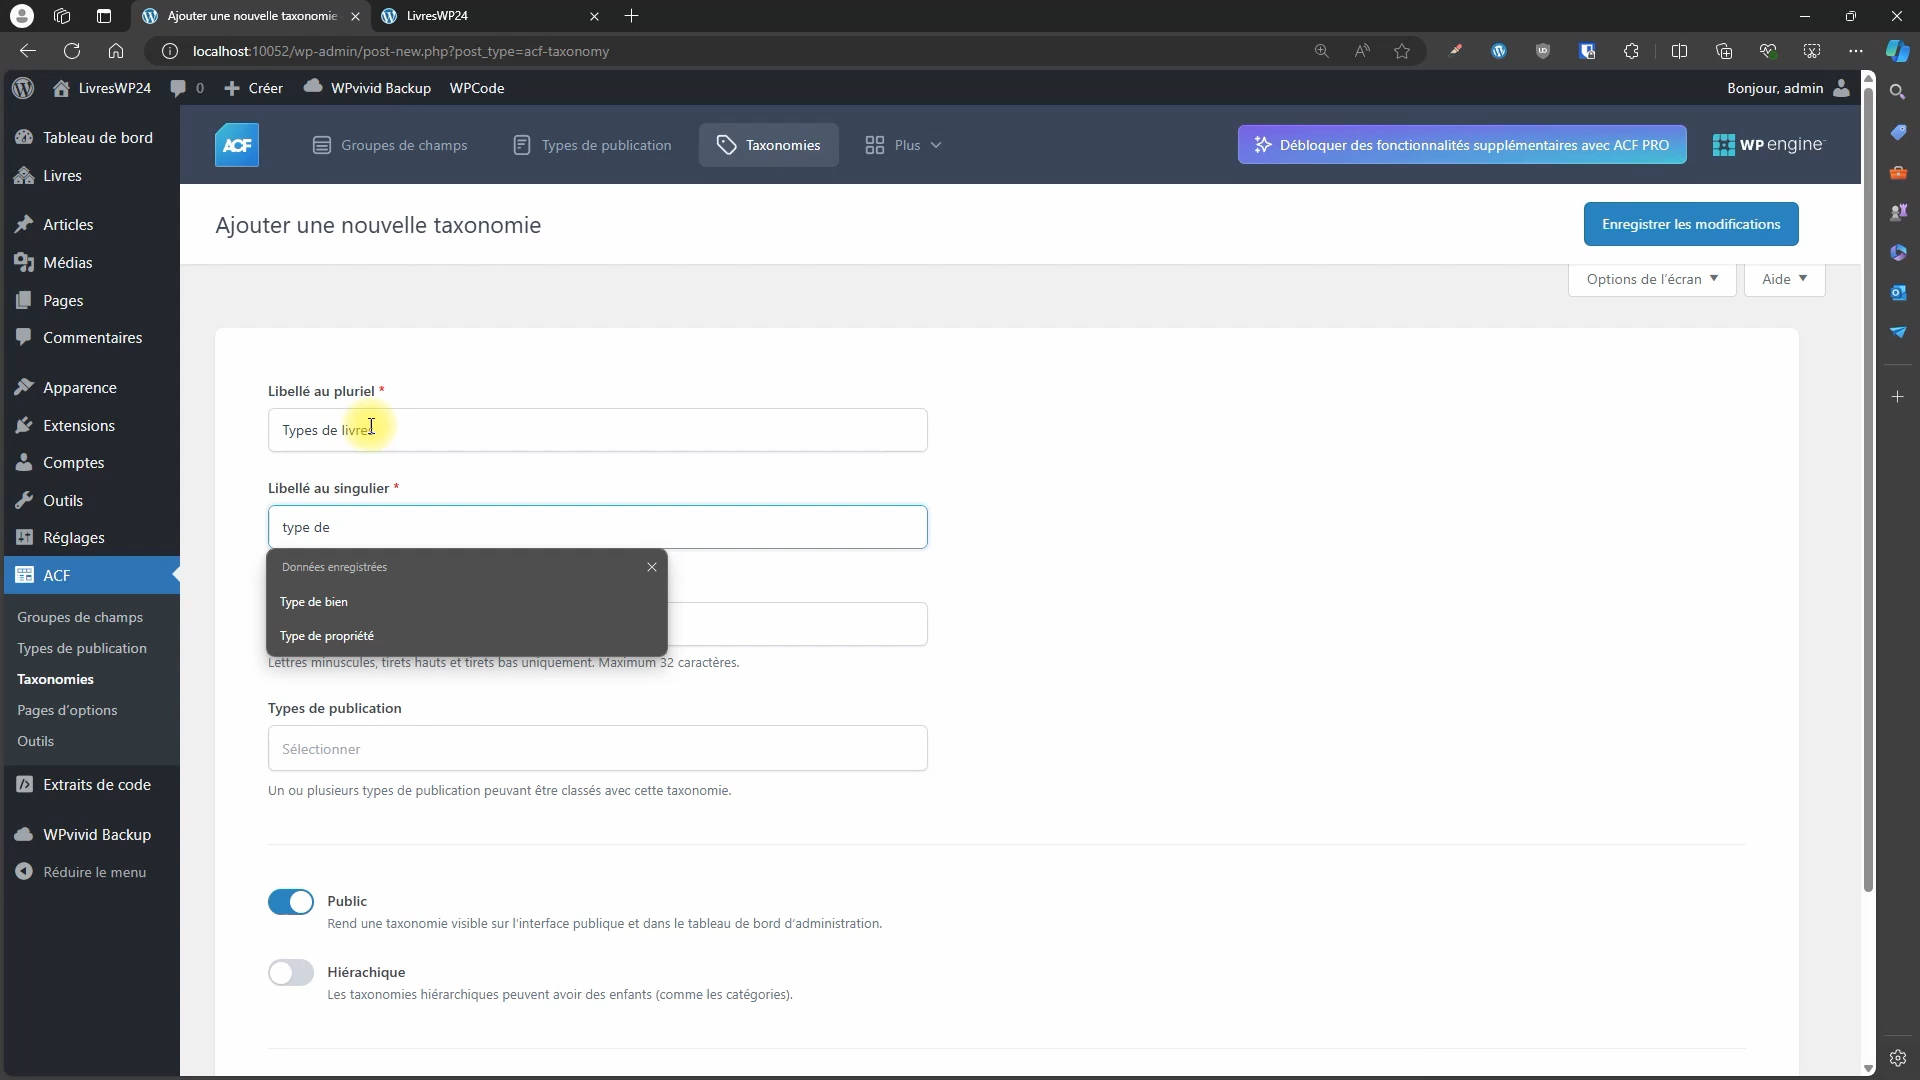 Ajouter une nouvelle taxonomie
LivresWP24
localhost:10052/wp-admin/post-new.php?post_type=acf-taxonomy
LivresWP24
0
Créer
WPvivid Backup
WPCode
Bonjour, admin
Tableau de bord
Livres
Articles
Médias
Pages
Commentaires
Apparence
Extensions
Comptes
Outils
Réglages
ACF
Groupes de champs
Types de publication
Taxonomies
Pages d'options
Outils
Extraits de code
WPvivid Backup
Réduire le menu
ACF
Groupes de champs
Types de publication
Taxonomies
Plus
Débloquer des fonctionnalités supplémentaires avec ACF PRO
WP engine
Ajouter une nouvelle taxonomie
Enregistrer les modifications
Options de l'écran
Aide
Libellé au pluriel *
Types de livres
Libellé au singulier *
type de
Données enregistrées
Type de bien
Type de propriété
Lettres minuscules, tirets hauts et tirets bas uniquement. Maximum 32 caractères.
Types de publication
Sélectionner
Un ou plusieurs types de publication peuvant être classés avec cette taxonomie.
Public
Rend une taxonomie visible sur l'interface publique et dans le tableau de bord d'administration.
Hiérachique
Les taxonomies hiérarchiques peuvent avoir des enfants (comme les catégories).